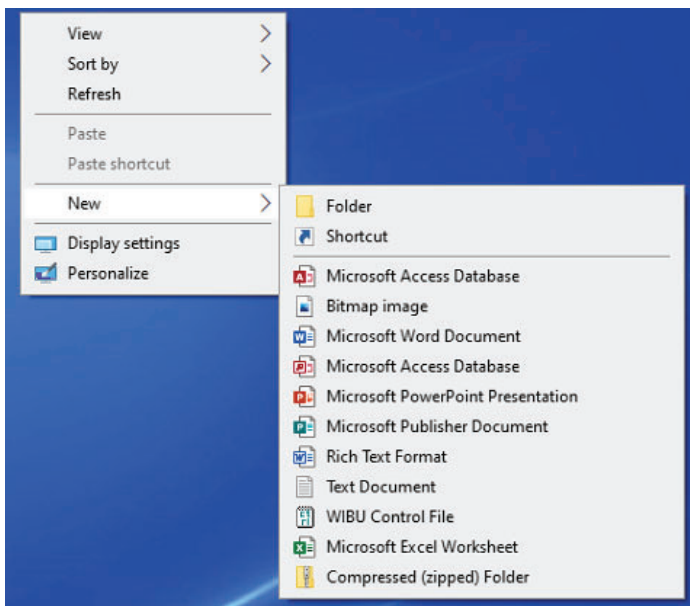 View
Sort by
Refresh
Paste
Paste shortcut
New
Display settings
Personalize
Folder
Shortcut
Microsoft Access Database
Bitmap image
Microsoft Word Document
Microsoft Access Database
Microsoft PowerPoint Presentation
Microsoft Publisher Document
Rich Text Format
Text Document
WIBU Control File
Microsoft Excel Worksheet
Compressed (zipped) Folder